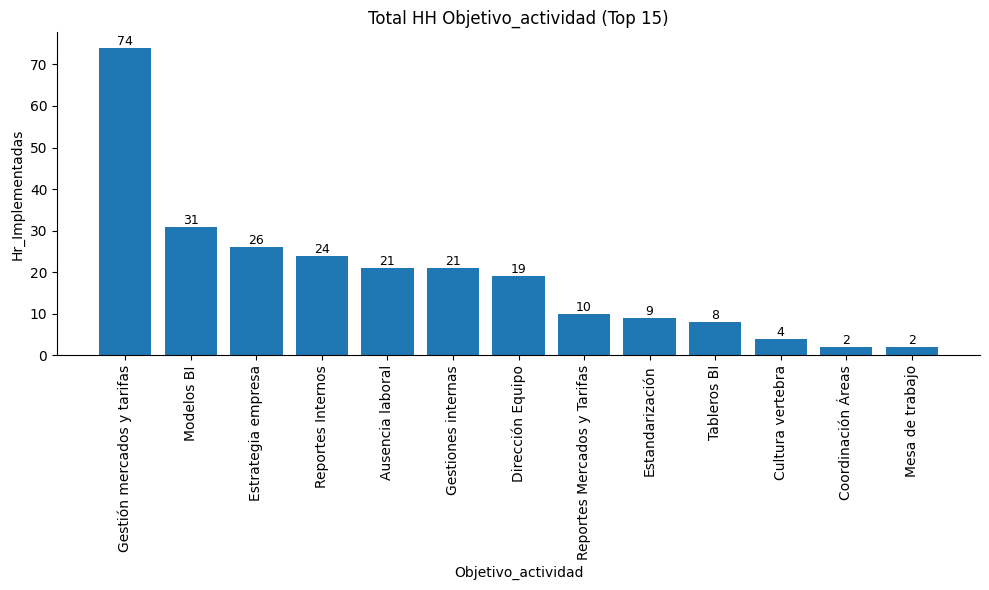 Total HH Objetivo_actividad (Top 15)
Hr_Implementadas
70
60
50
40
30
20
10
0
74
31
26
24
21
21
19
10
9
8
4
2
2
Gestión mercados y tarifas
Modelos BI
Estrategia empresa
Reportes Internos
Ausencia laboral
Gestiones internas
Dirección Equipo
Reportes Mercados y Tarifas
Estandarización
Tableros BI
Cultura vertebra
Coordinación Áreas
Mesa de trabajo
Objetivo_actividad